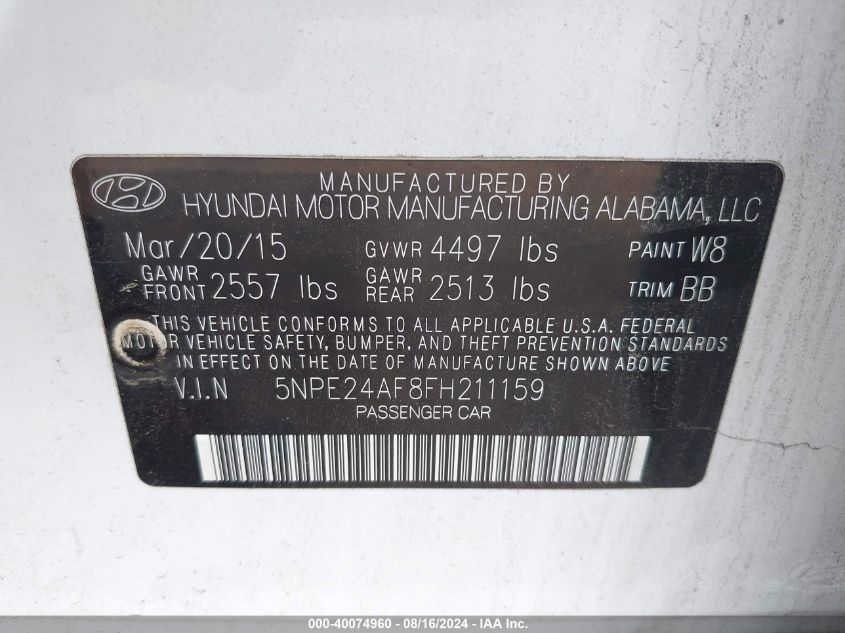 MANUFACTURED BY
HYUNDAI MOTOR MANUFACTURING ALABAMA, LLC
Mar/20/15 GVWR 4497 lbs PAINT W8
GAWR FRONT 2557 lbs GAWR REAR 2513 lbs TRIM BB
THIS VEHICLE CONFORMS TO ALL APPLICABLE U.S.A. FEDERAL
MOTOR VEHICLE SAFETY, BUMPER, AND THEFT PREVENTION STANDARDS
IN EFFECT ON THE DATE OF MANUFACTURE SHOWN ABOVE
V.I.N 5NPE24AF8FH211159
PASSENGER CAR
000-40074960 - 08/16/2024 - IAA Inc.